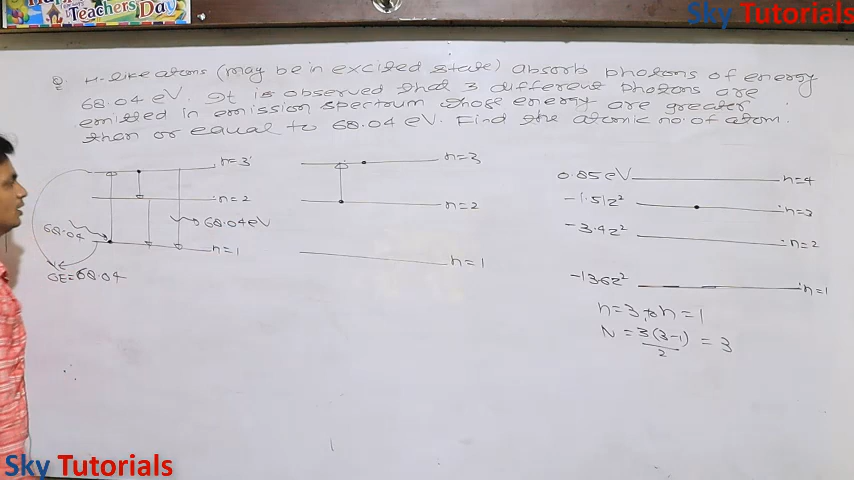 Teachers Day
Sky Tutorials
Q. H-like atoms (may be in excited state) absorb photons of energy
68.04 eV. It is observed that 3 different photons are
emitted in emission spectrum whose energy are greater
than or equal to 68.04 eV. Find the atomic no. of atom.
n=3
n=2
68.04 eV
68.04
n=1
ΔE=68.04
n=3
n=2
n=1
0.85 eV n=4
-1.51z² n=3
-3.4z² n=2
-13.6z² n=1
n=3 to n=1
N = 3(3-1)/2 = 3
Sky Tutorials